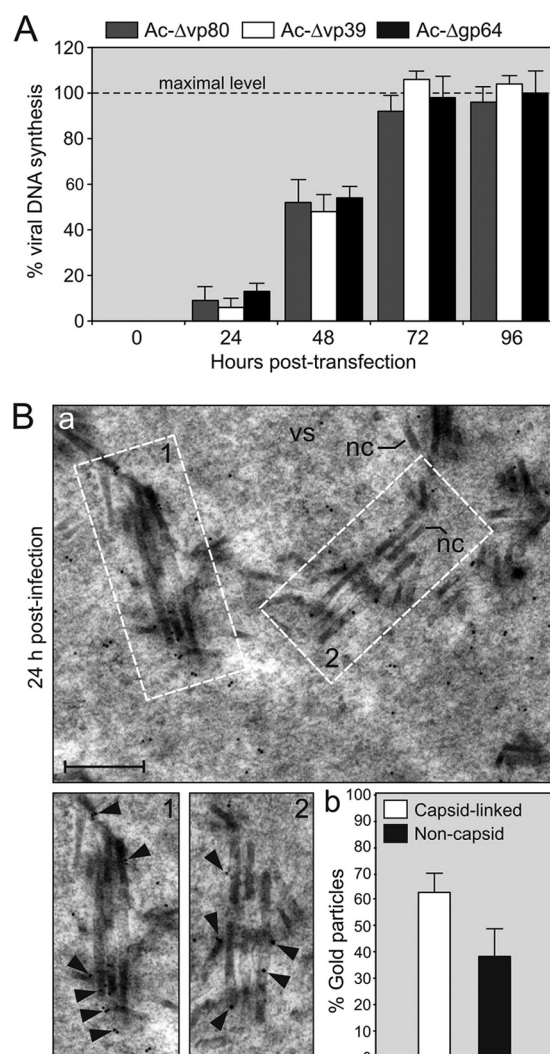 A
Ac-Δvp80 Ac-Δvp39 Ac-Δgp64
120
100
80
60
40
20
0
maximal level
% viral DNA synthesis
0 24 48 72 96
Hours post-transfection
B
a
1
vs
nc
nc
2
24 h post-infection
1
2
b
100
90
80
70
60
50
40
30
20
10
0
Capsid-linked
Non-capsid
% Gold particles